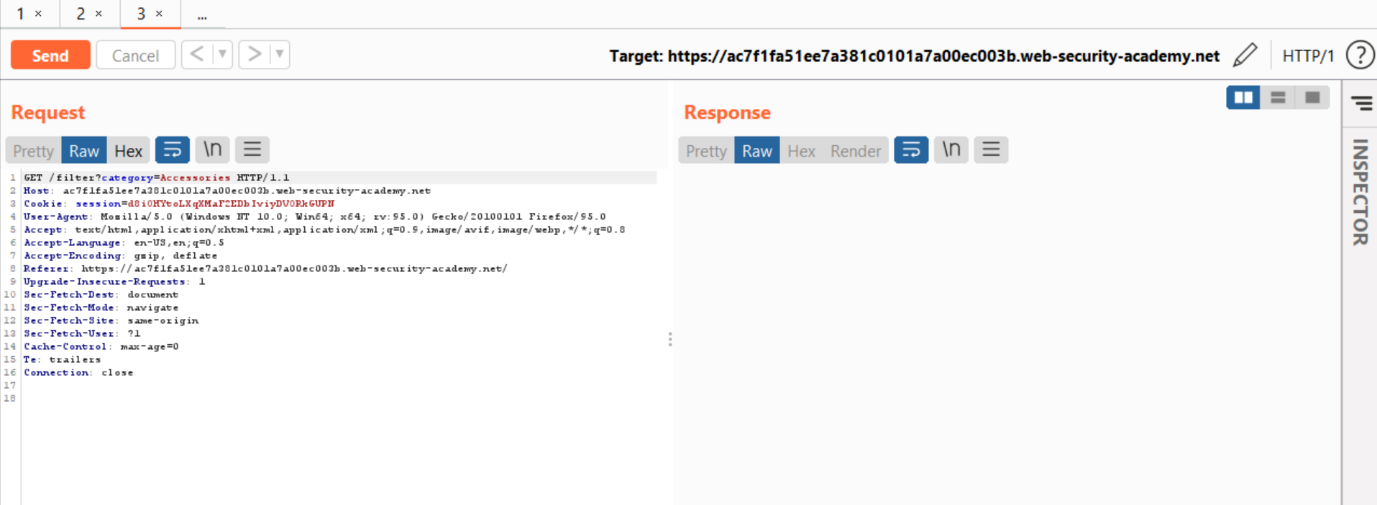 1 × 2 × 3 × ...
Send Cancel < > Target: https://ac7f1fa51ee7a381c0101a7a00ec003b.web-security-academy.net HTTP/1 ?
Request
Response
Pretty Raw Hex \n
Pretty Raw Hex Render \n
INSPECTOR
1 GET /filter?category=Accessories HTTP/1.1
2 Host: ac7f1fa51ee7a381c0101a7a00ec003b.web-security-academy.net
3 Cookie: session=d8i0HYtoLXqXMaF2EDbIviyDV0RkGUPN
4 User-Agent: Mozilla/5.0 (Windows NT 10.0; Win64; x64; rv:95.0) Gecko/20100101 Firefox/95.0
5 Accept: text/html,application/xhtml+xml,application/xml;q=0.9,image/avif,image/webp,*/*;q=0.8
6 Accept-Language: en-US,en;q=0.5
7 Accept-Encoding: gzip, deflate
8 Referer: https://ac7f1fa51ee7a381c0101a7a00ec003b.web-security-academy.net/
9 Upgrade-Insecure-Requests: 1
10 Sec-Fetch-Dest: document
11 Sec-Fetch-Mode: navigate
12 Sec-Fetch-Site: same-origin
13 Sec-Fetch-User: ?1
14 Cache-Control: max-age=0
15 Te: trailers
16 Connection: close
17
18